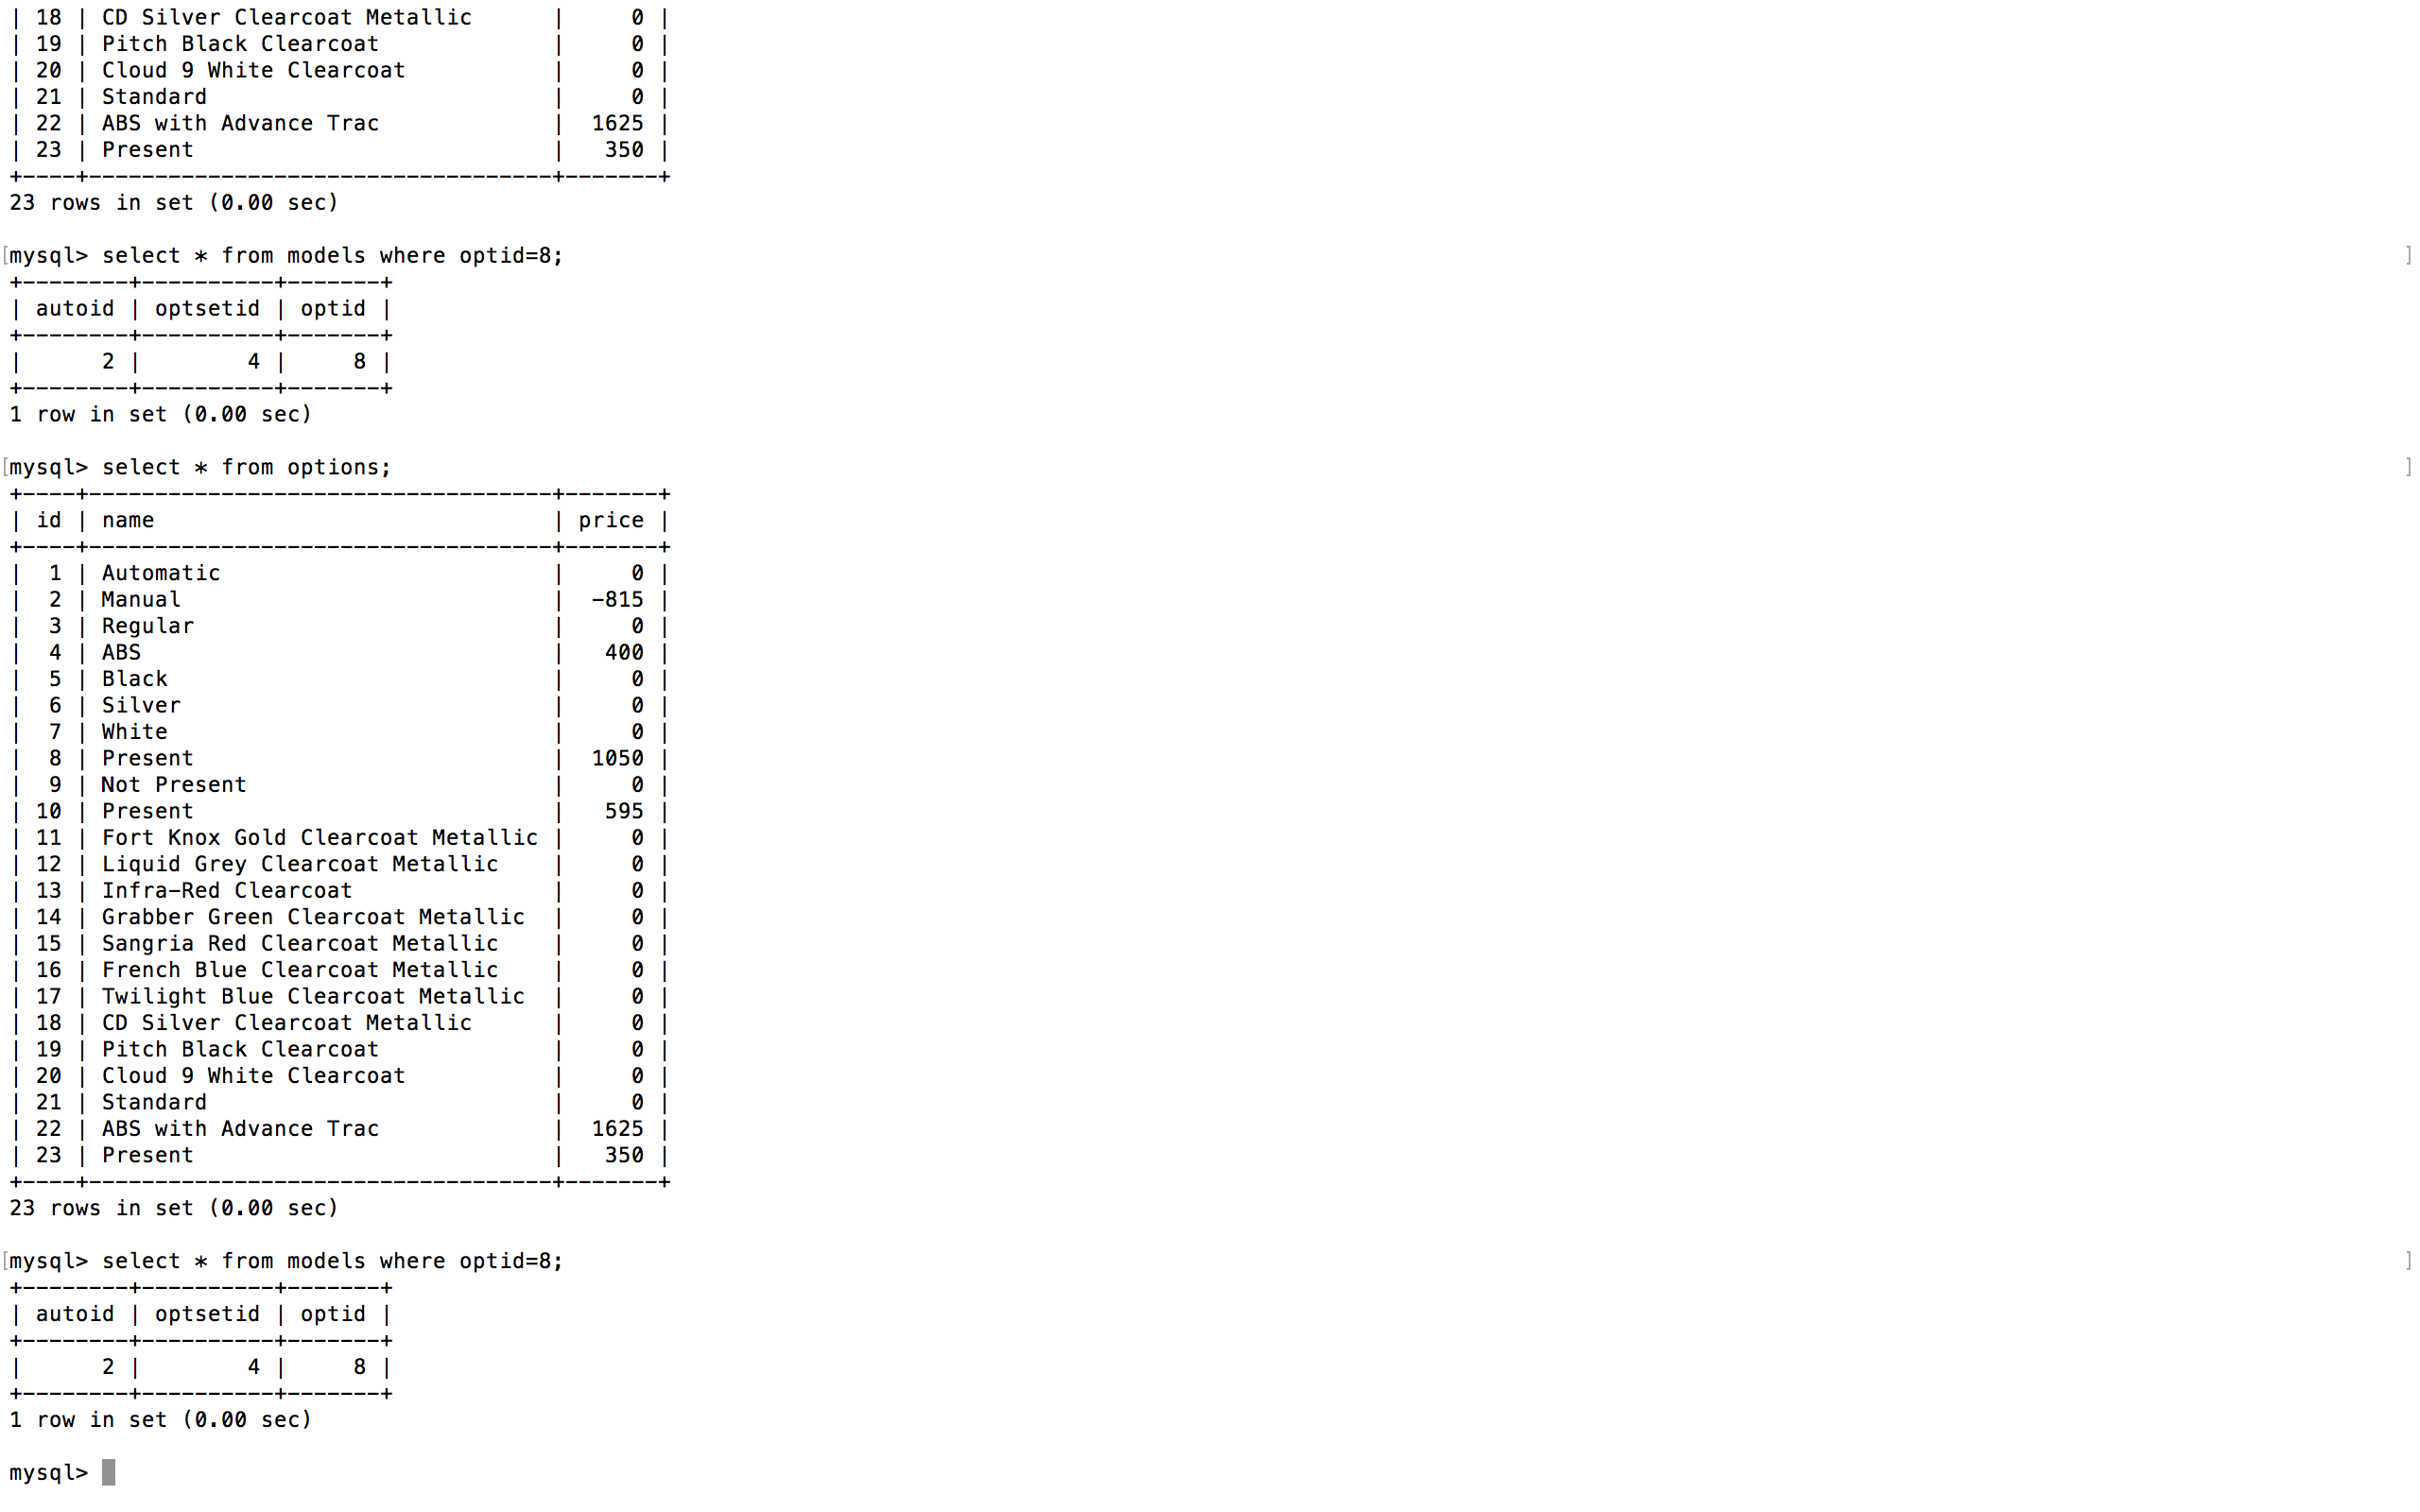 | 18 | CD Silver Clearcoat Metallic      |     0 |
| 19 | Pitch Black Clearcoat             |     0 |
| 20 | Cloud 9 White Clearcoat           |     0 |
| 21 | Standard                          |     0 |
| 22 | ABS with Advance Trac             |  1625 |
| 23 | Present                           |   350 |
+----+-----------------------------------+-------+
23 rows in set (0.00 sec)

[mysql> select * from models where optid=8; ]
+--------+----------+-------+
| autoid | optsetid | optid |
+--------+----------+-------+
|      2 |        4 |     8 |
+--------+----------+-------+
1 row in set (0.00 sec)

[mysql> select * from options; ]
+----+-----------------------------------+-------+
| id | name                              | price |
+----+-----------------------------------+-------+
|  1 | Automatic                         |     0 |
|  2 | Manual                            |  -815 |
|  3 | Regular                           |     0 |
|  4 | ABS                               |   400 |
|  5 | Black                             |     0 |
|  6 | Silver                            |     0 |
|  7 | White                             |     0 |
|  8 | Present                           |  1050 |
|  9 | Not Present                       |     0 |
| 10 | Present                           |   595 |
| 11 | Fort Knox Gold Clearcoat Metallic |     0 |
| 12 | Liquid Grey Clearcoat Metallic    |     0 |
| 13 | Infra-Red Clearcoat               |     0 |
| 14 | Grabber Green Clearcoat Metallic  |     0 |
| 15 | Sangria Red Clearcoat Metallic    |     0 |
| 16 | French Blue Clearcoat Metallic    |     0 |
| 17 | Twilight Blue Clearcoat Metallic  |     0 |
| 18 | CD Silver Clearcoat Metallic      |     0 |
| 19 | Pitch Black Clearcoat             |     0 |
| 20 | Cloud 9 White Clearcoat           |     0 |
| 21 | Standard                          |     0 |
| 22 | ABS with Advance Trac             |  1625 |
| 23 | Present                           |   350 |
+----+-----------------------------------+-------+
23 rows in set (0.00 sec)

[mysql> select * from models where optid=8; ]
+--------+----------+-------+
| autoid | optsetid | optid |
+--------+----------+-------+
|      2 |        4 |     8 |
+--------+----------+-------+
1 row in set (0.00 sec)

mysql>